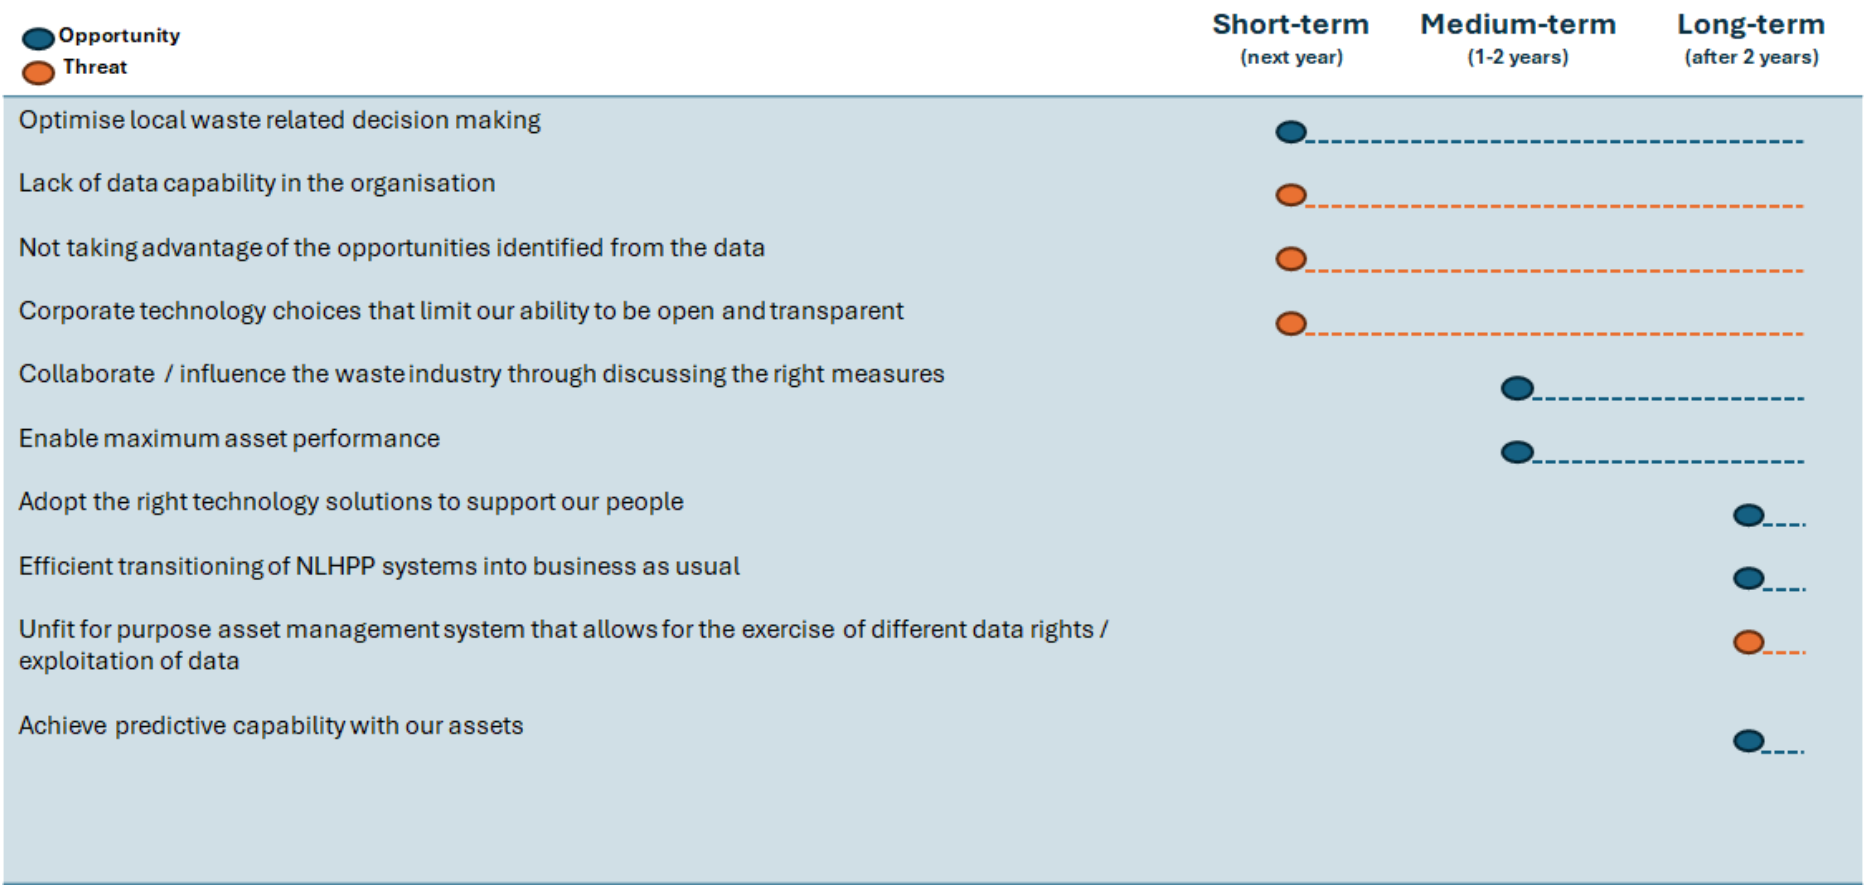 Opportunity
Threat
Short-term
(next year)
Medium-term
(1-2 years)
Long-term
(after 2 years)
Optimise local waste related decision making
Lack of data capability in the organisation
Not taking advantage of the opportunities identified from the data
Corporate technology choices that limit our ability to be open and transparent
Collaborate / influence the waste industry through discussing the right measures
Enable maximum asset performance
Adopt the right technology solutions to support our people
Efficient transitioning of NLHPP systems into business as usual
Unfit for purpose asset management system that allows for the exercise of different data rights /
exploitation of data
Achieve predictive capability with our assets